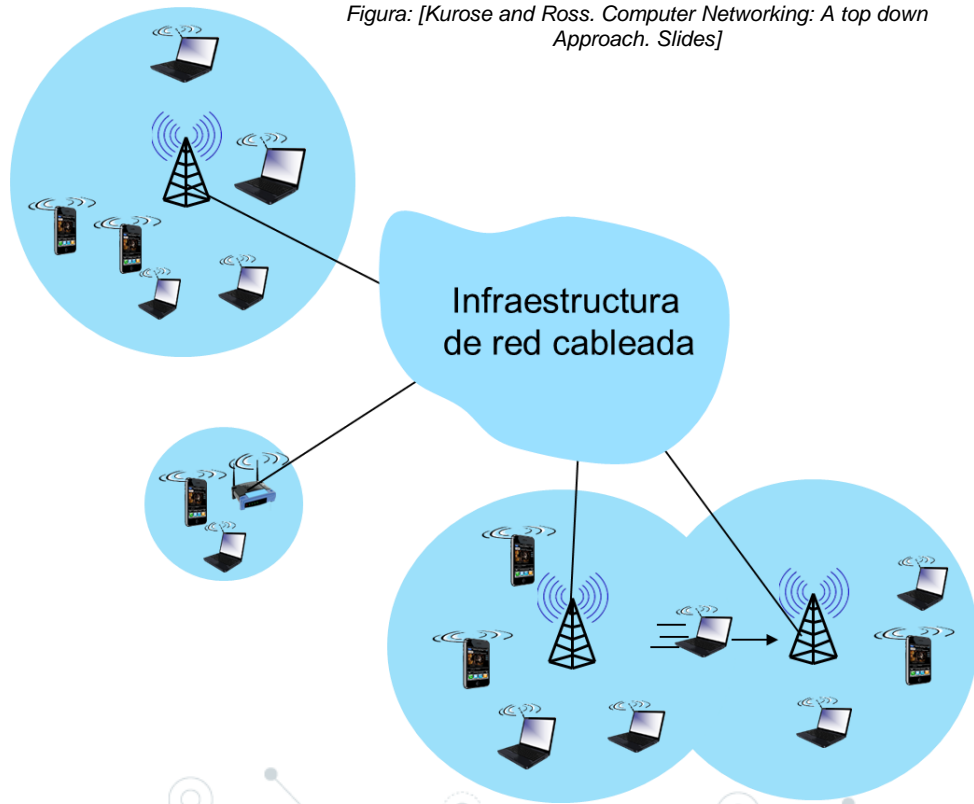 Figura: [Kurose and Ross. Computer Networking: A top down
Approach. Slides]
Infraestructura
de red cableada